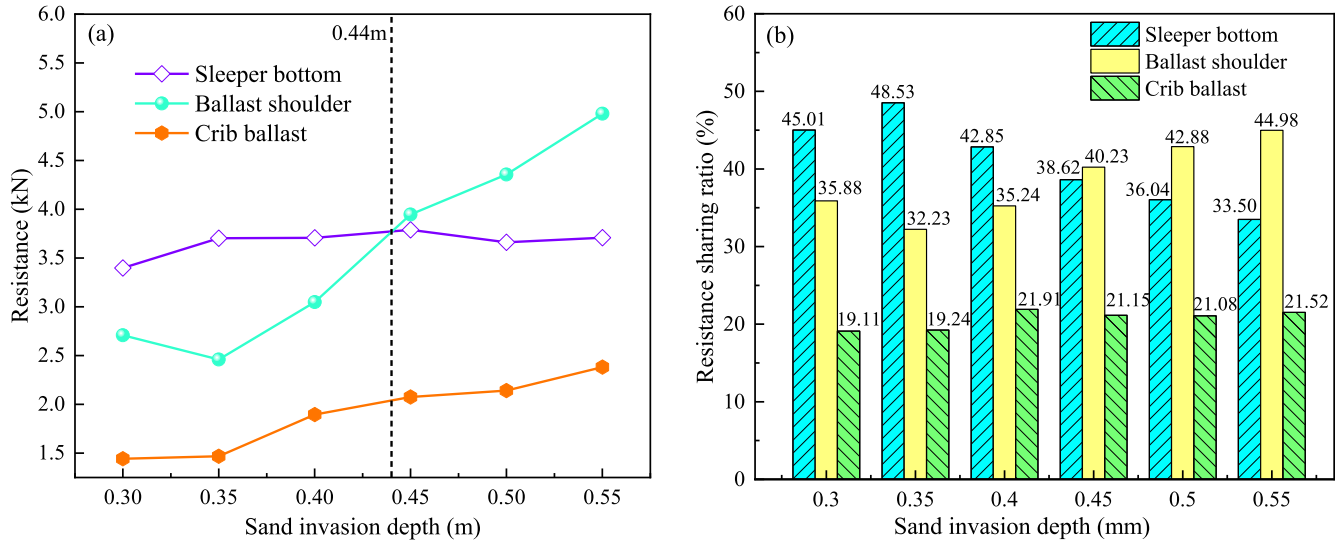 (a)
0.44m
Sleeper bottom
Ballast shoulder
Crib ballast
6.0
5.5
5.0
4.5
4.0
3.5
3.0
2.5
2.0
1.5
Resistance (kN)
0.30 0.35 0.40 0.45 0.50 0.55
Sand invasion depth (m)
(b)
Sleeper bottom
Ballast shoulder
Crib ballast
60
50
40
30
20
10
0
Resistance sharing ratio (%)
45.01 35.88 19.11
48.53 32.23 19.24
42.85 35.24 21.91
38.62 40.23 21.15
36.04 42.88 21.08
33.50 44.98 21.52
0.3 0.35 0.4 0.45 0.5 0.55
Sand invasion depth (mm)